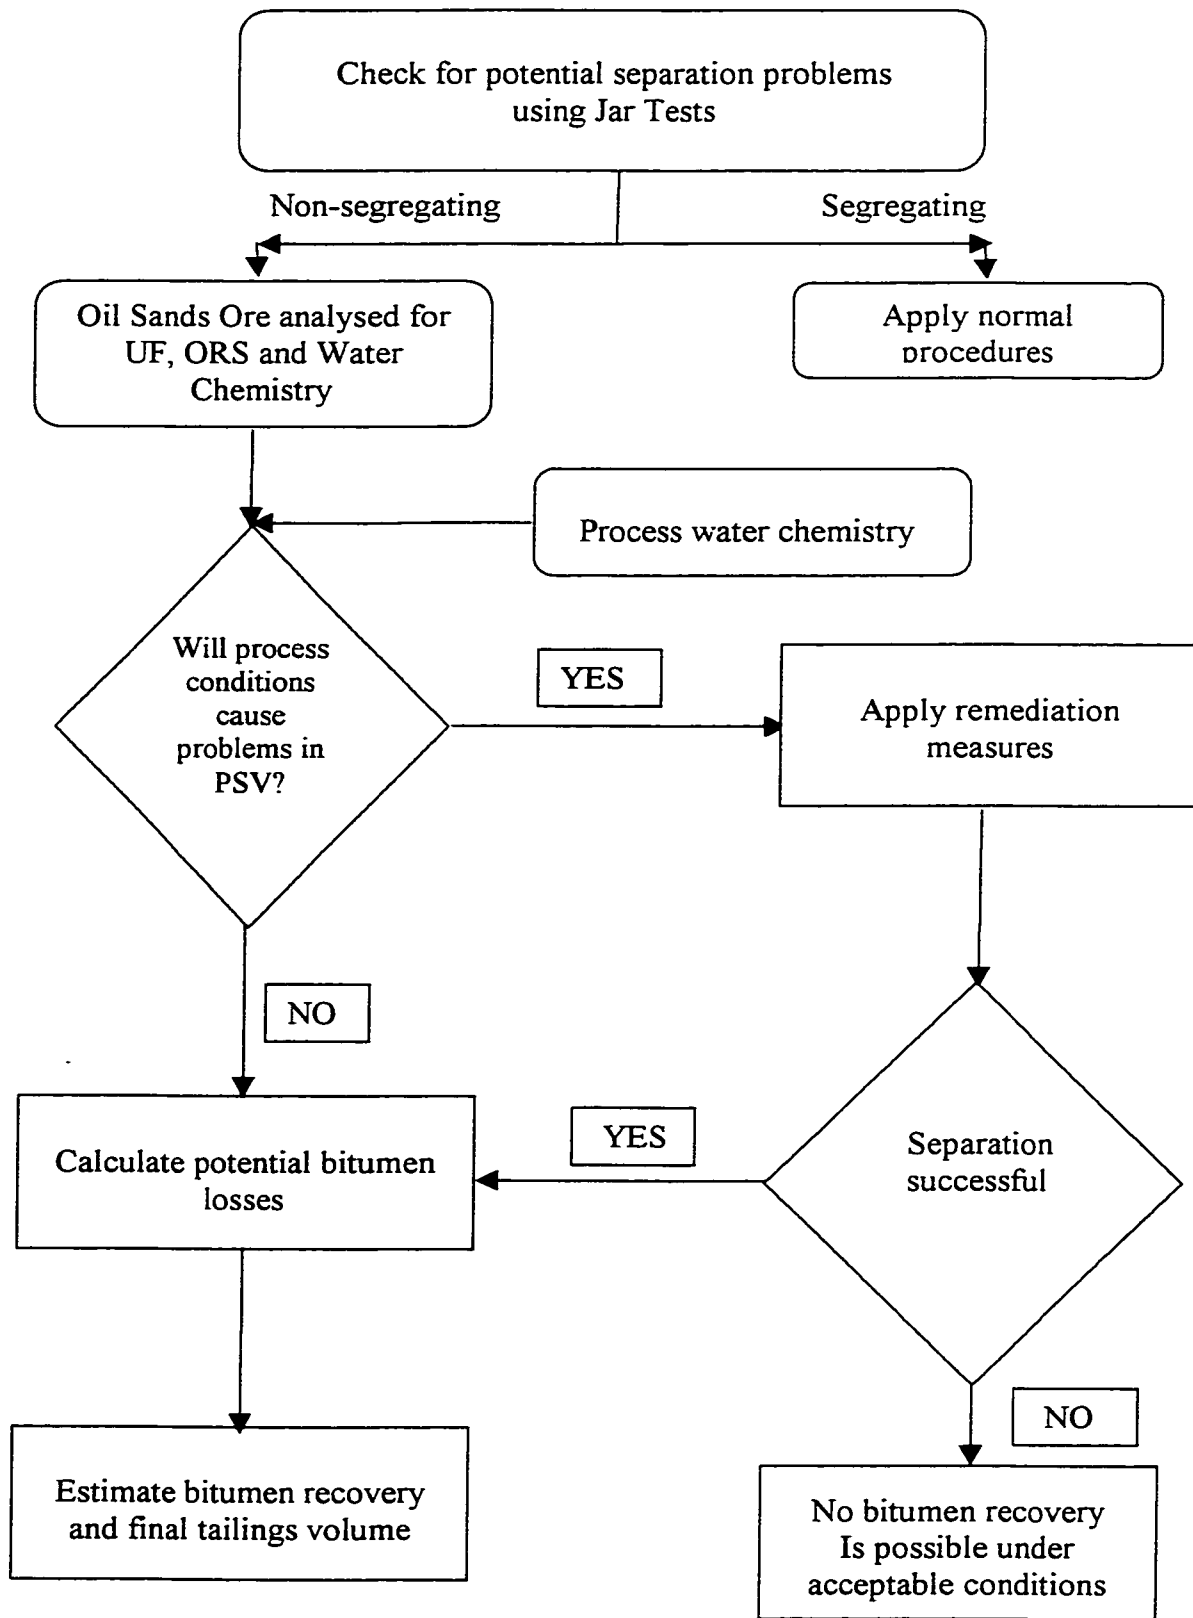 Check for potential separation problems
using Jar Tests
Non-segregating
Segregating
Oil Sands Ore analysed for
UF, ORS and Water
Chemistry
Apply normal
procedures
Process water chemistry
Will process
conditions
cause
problems in
PSV?
YES
Apply remediation
measures
NO
Calculate potential bitumen
losses
YES
Separation
successful
NO
Estimate bitumen recovery
and final tailings volume
No bitumen recovery
Is possible under
acceptable conditions